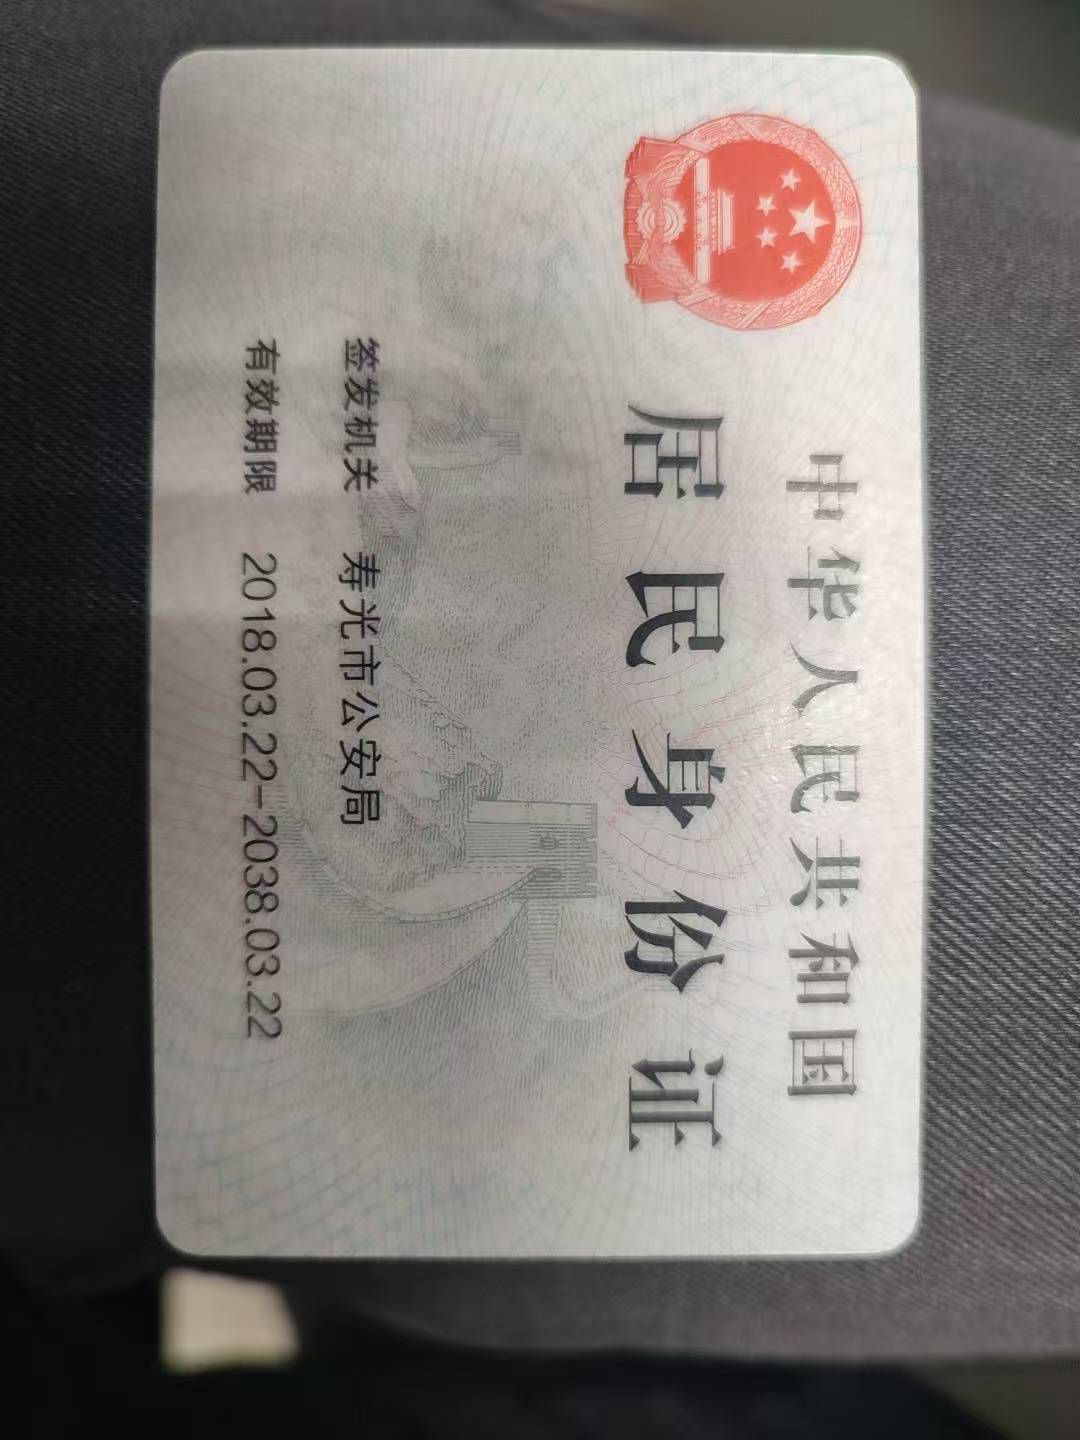 中华人民共和国
居民身份证
签发机关 寿光市公安局
有效期限 2018.03.22-2038.03.22